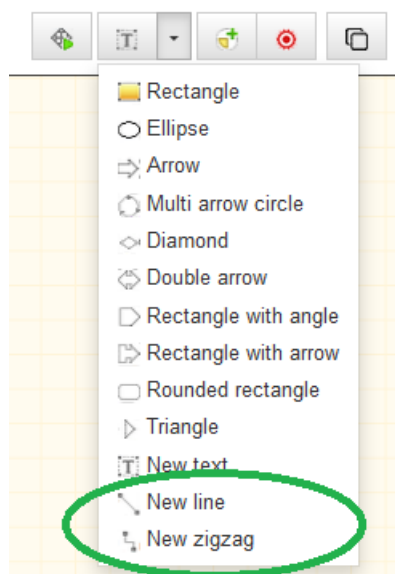 Rectangle
Ellipse
Arrow
Multi arrow circle
Diamond
Double arrow
Rectangle with angle
Rectangle with arrow
Rounded rectangle
Triangle
New text
New line
New zigzag